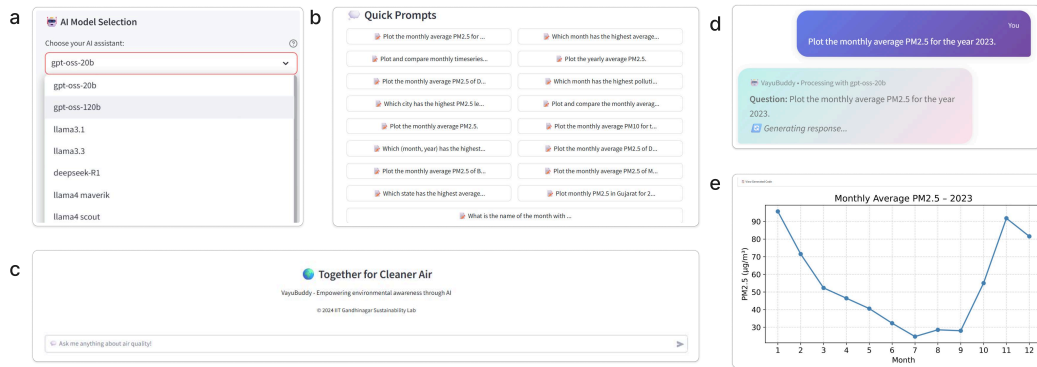 a
AI Model Selection
Choose your AI assistant:
gpt-oss-20b
gpt-oss-20b
gpt-oss-120b
llama3.1
llama3.3
deepseek-R1
llama4 maverik
llama4 scout
b
Quick Prompts
Plot the monthly average PM2.5 for ...
Which month has the highest average...
Plot and compare monthly timeseries...
Plot the yearly average PM2.5.
Plot the monthly average PM2.5 of D...
Which month has the highest polluti...
Which city has the highest PM2.5 le...
Plot and compare the monthly averag...
Plot the monthly average PM2.5.
Plot the monthly average PM10 for t...
Which (month, year) has the highest...
Plot the monthly average PM2.5 of D...
Plot the monthly average PM2.5 of B...
Plot the monthly average PM2.5 of M...
Which state has the highest average...
Plot monthly PM2.5 in Gujarat for 2...
What is the name of the month with ...
c
Together for Cleaner Air
VayuBuddy - Empowering environmental awareness through AI
© 2024 IIT Gandhinagar Sustainability Lab
Ask me anything about air quality!
d
You
Plot the monthly average PM2.5 for the year 2023.
VayuBuddy • Processing with gpt-oss-20b
Question: Plot the monthly average PM2.5 for the year
2023.
Generating response...
e
View Generated Code
Monthly Average PM2.5 – 2023
PM2.5 (µg/m³)
90
80
70
60
50
40
30
1 2 3 4 5 6 7 8 9 10 11 12
Month